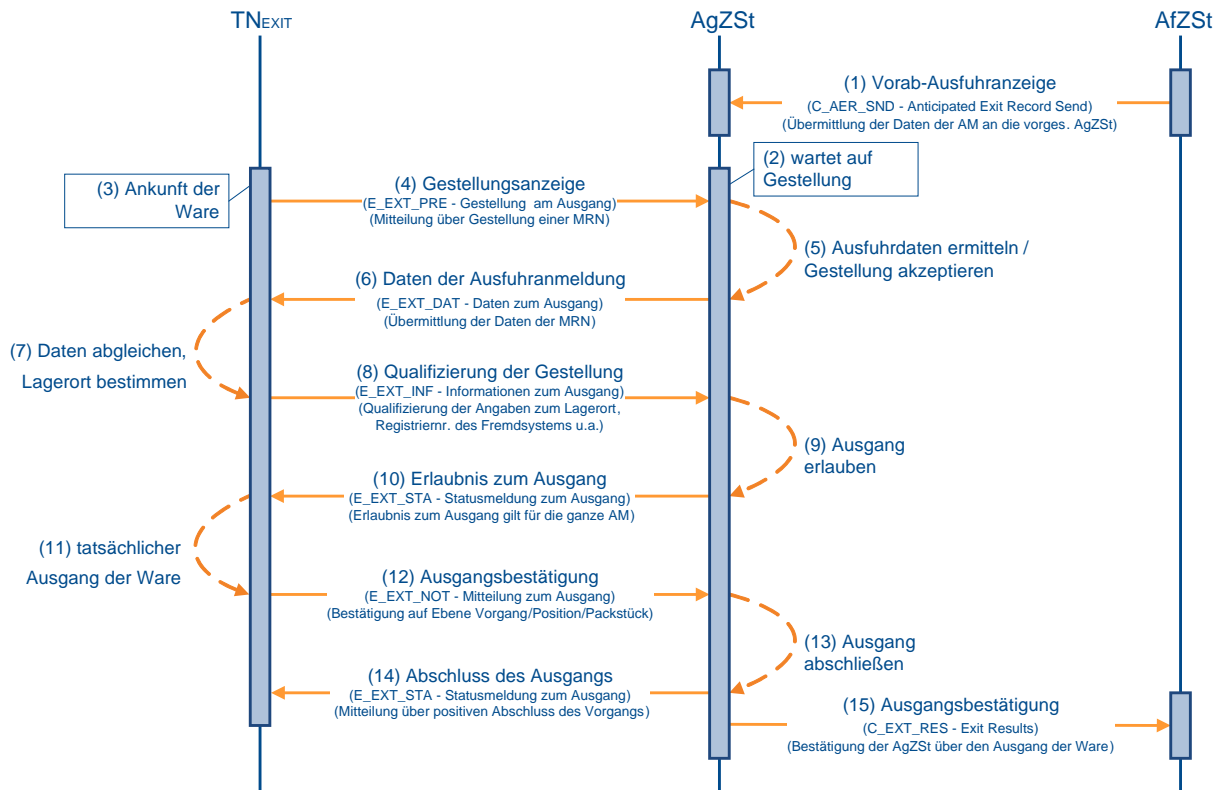 TNEXIT
AgZSt
AfZSt
(1) Vorab-Ausfuhranzeige
(C_AER_SND - Anticipated Exit Record Send)
(Übermittlung der Daten der AM an die vorges. AgZSt)
(2) wartet auf
Gestellung
(3) Ankunft der
Ware
(4) Gestellungsanzeige
(E_EXT_PRE - Gestellung am Ausgang)
(Mitteilung über Gestellung einer MRN)
(5) Ausfuhrdaten ermitteln /
Gestellung akzeptieren
(6) Daten der Ausfuhranmeldung
(E_EXT_DAT - Daten zum Ausgang)
(Übermittlung der Daten der MRN)
(7) Daten abgleichen,
Lagerort bestimmen
(8) Qualifizierung der Gestellung
(E_EXT_INF - Informationen zum Ausgang)
(Qualifizierung der Angaben zum Lagerort,
Registriernr. des Fremdsystems u.a.)
(9) Ausgang
erlauben
(10) Erlaubnis zum Ausgang
(E_EXT_STA - Statusmeldung zum Ausgang)
(Erlaubnis zum Ausgang gilt für die ganze AM)
(11) tatsächlicher
Ausgang der Ware
(12) Ausgangsbestätigung
(E_EXT_NOT - Mitteilung zum Ausgang)
(Bestätigung auf Ebene Vorgang/Position/Packstück)
(13) Ausgang
abschließen
(14) Abschluss des Ausgangs
(E_EXT_STA - Statusmeldung zum Ausgang)
(Mitteilung über positiven Abschluss des Vorgangs)
(15) Ausgangsbestätigung
(C_EXT_RES - Exit Results)
(Bestätigung der AgZSt über den Ausgang der Ware)